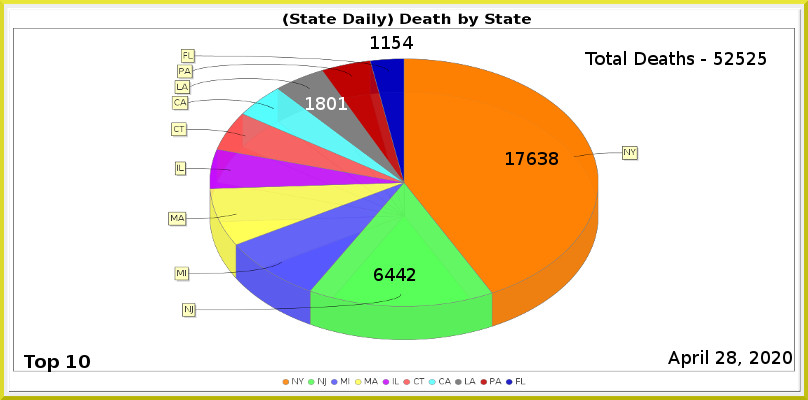 (State Daily) Death by State
1154
Total Deaths - 52525
FL
PA
LA
CA
1801
CT
NY
17638
IL
MA
MI
6442
NJ
Top 10
April 28, 2020
NY NJ MI MA IL CT CA LA PA FL